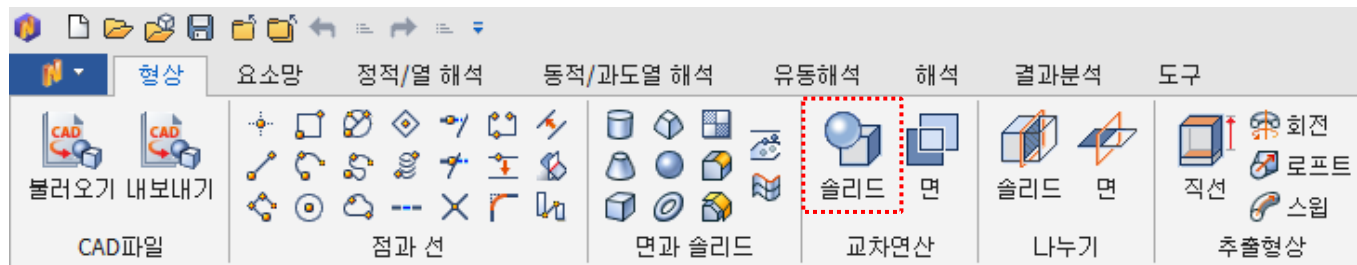 형상 요소망 정적/열 해석 동적/과도열 해석 유동해석 해석 결과분석 도구
CAD CAD
불러오기 내보내기 솔리드 면 솔리드 면 직선 회전
로프트
스윕
CAD파일 점과 선 면과 솔리드 교차연산 나누기 추출형상